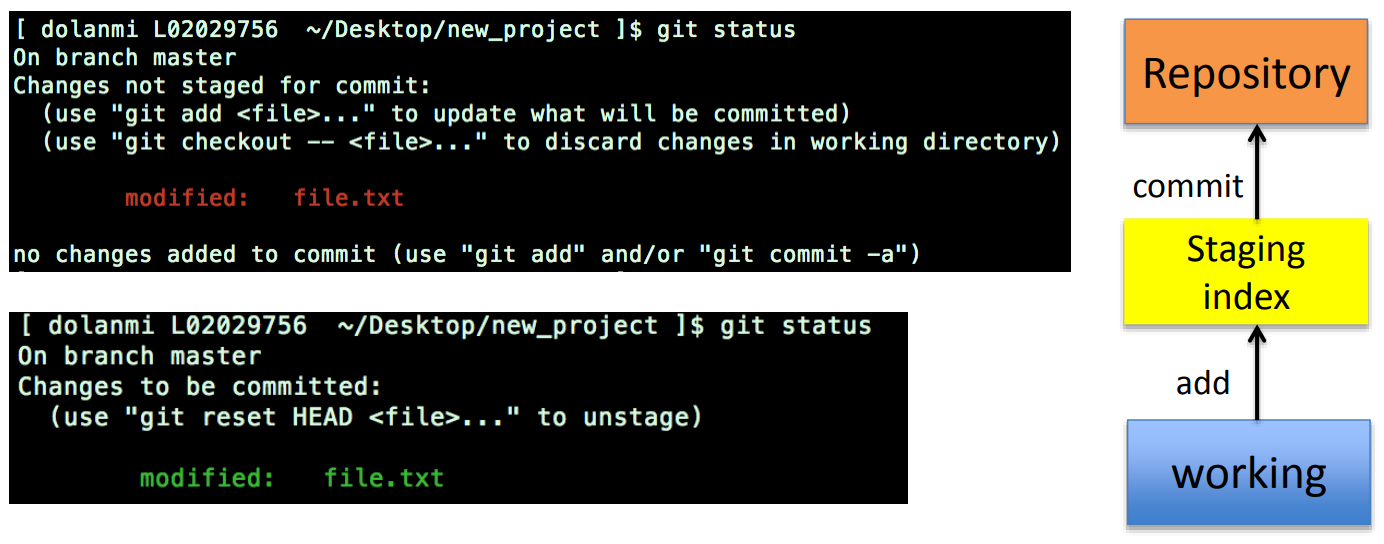 [ dolanmi L02029756  ~/Desktop/new_project ]$ git status
On branch master
Changes not staged for commit:
  (use "git add <file>..." to update what will be committed)
  (use "git checkout -- <file>..." to discard changes in working directory)
        modified:   file.txt
no changes added to commit (use "git add" and/or "git commit -a")
[ dolanmi L02029756  ~/Desktop/new_project ]$ git status
On branch master
Changes to be committed:
  (use "git reset HEAD <file>..." to unstage)
        modified:   file.txt
Repository
commit
Staging
index
add
working